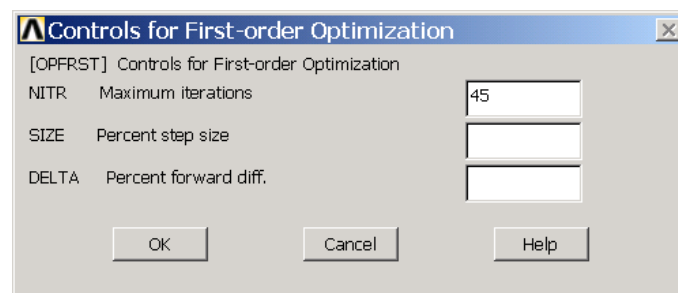 Controls for First-order Optimization
[OPFRST] Controls for First-order Optimization
NITR Maximum iterations 45
SIZE Percent step size
DELTA Percent forward diff.
OK Cancel Help